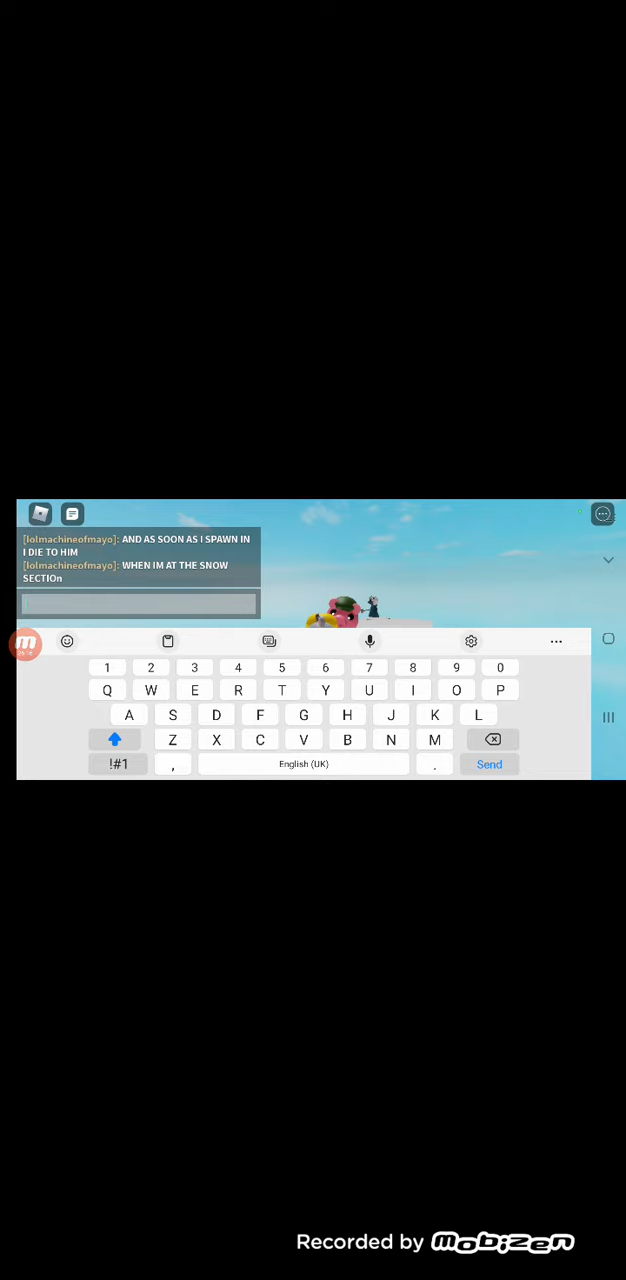 [lolmachineofmayo]: AND AS SOON AS I SPAWN IN
I DIE TO HIM
[lolmachineofmayo]: WHEN IM AT THE SNOW
SECTIOn
1 2 3 4 5 6 7 8 9 0
Q W E R T Y U I O P
A S D F G H J K L
Z X C V B N M
!#1 , English (UK) . Send
Recorded by mobizen